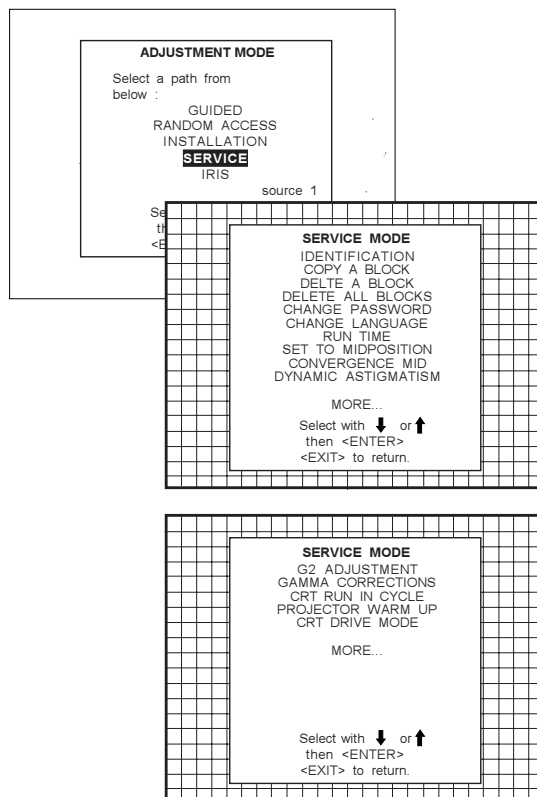 ADJUSTMENT MODE
Select a path from
below :
GUIDED
RANDOM ACCESS
INSTALLATION
SERVICE
IRIS
source 1
SERVICE MODE
IDENTIFICATION
COPY A BLOCK
DELTE A BLOCK
DELETE ALL BLOCKS
CHANGE PASSWORD
CHANGE LANGUAGE
RUN TIME
SET TO MIDPOSITION
CONVERGENCE MID
DYNAMIC ASTIGMATISM
MORE...
Select with ⬇ or ⬆
then <ENTER>
<EXIT> to return.
SERVICE MODE
G2 ADJUSTMENT
GAMMA CORRECTIONS
CRT RUN IN CYCLE
PROJECTOR WARM UP
CRT DRIVE MODE
MORE...
Select with ⬇ or ⬆
then <ENTER>
<EXIT> to return.